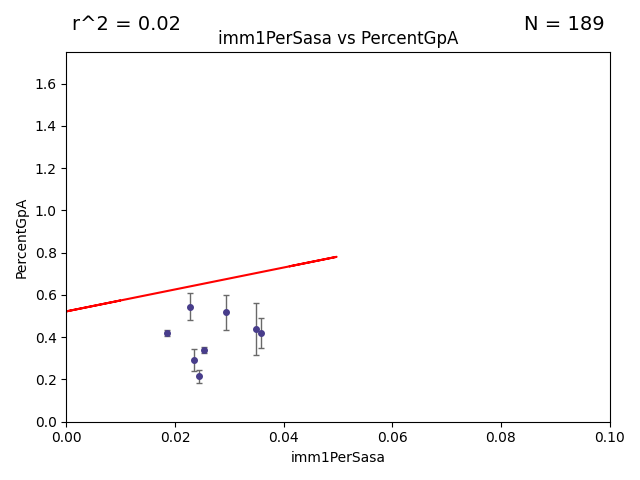 r^2 = 0.02
N = 189
imm1PerSasa vs PercentGpA
1.6
1.4
1.2
1.0
0.8
0.6
0.4
0.2
0.0
PercentGpA
0.00 0.02 0.04 0.06 0.08 0.10
imm1PerSasa